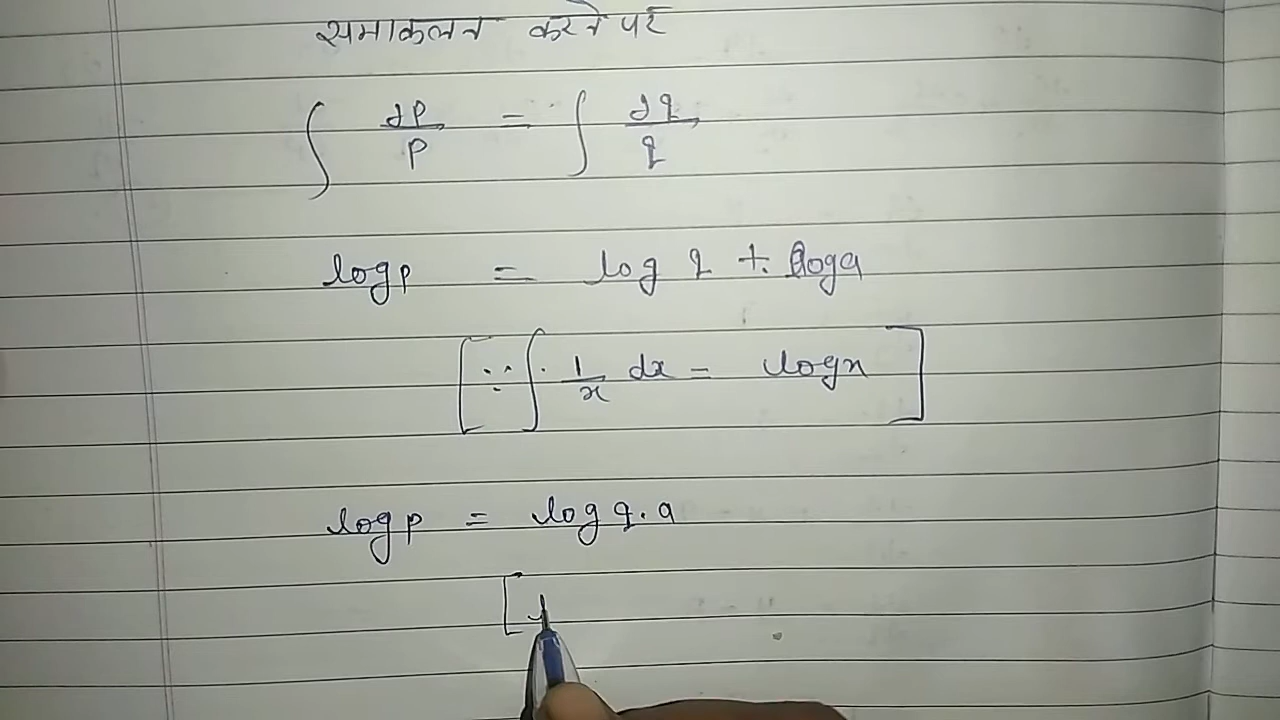 समाकलन करने पर
∫ dp/p = ∫ dq/q
log p = log q + log a
[∵ ∫ 1/x dx = log x]
log p = log q . a
[